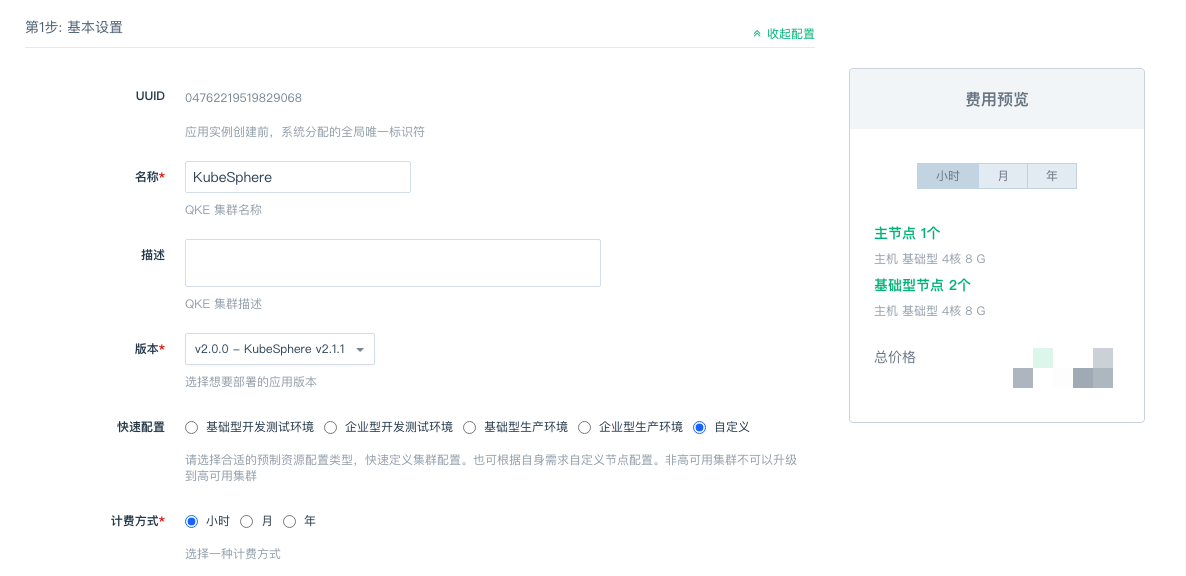 第1步: 基本设置
收起配置
UUID
04762219519829068
应用实例创建前，系统分配的全局唯一标识符
名称*
KubeSphere
QKE 集群名称
描述
QKE 集群描述
版本*
v2.0.0 - KubeSphere v2.1.1
选择想要部署的应用版本
快速配置
基础型开发测试环境 企业型开发测试环境 基础型生产环境 企业型生产环境 自定义
请选择合适的预制资源配置类型，快速定义集群配置。也可根据自身需求自定义节点配置。非高可用集群不可以升级
到高可用集群
计费方式*
小时 月 年
选择一种计费方式
费用预览
小时 月 年
主节点 1个
主机 基础型 4核 8 G
基础型节点 2个
主机 基础型 4核 8 G
总价格